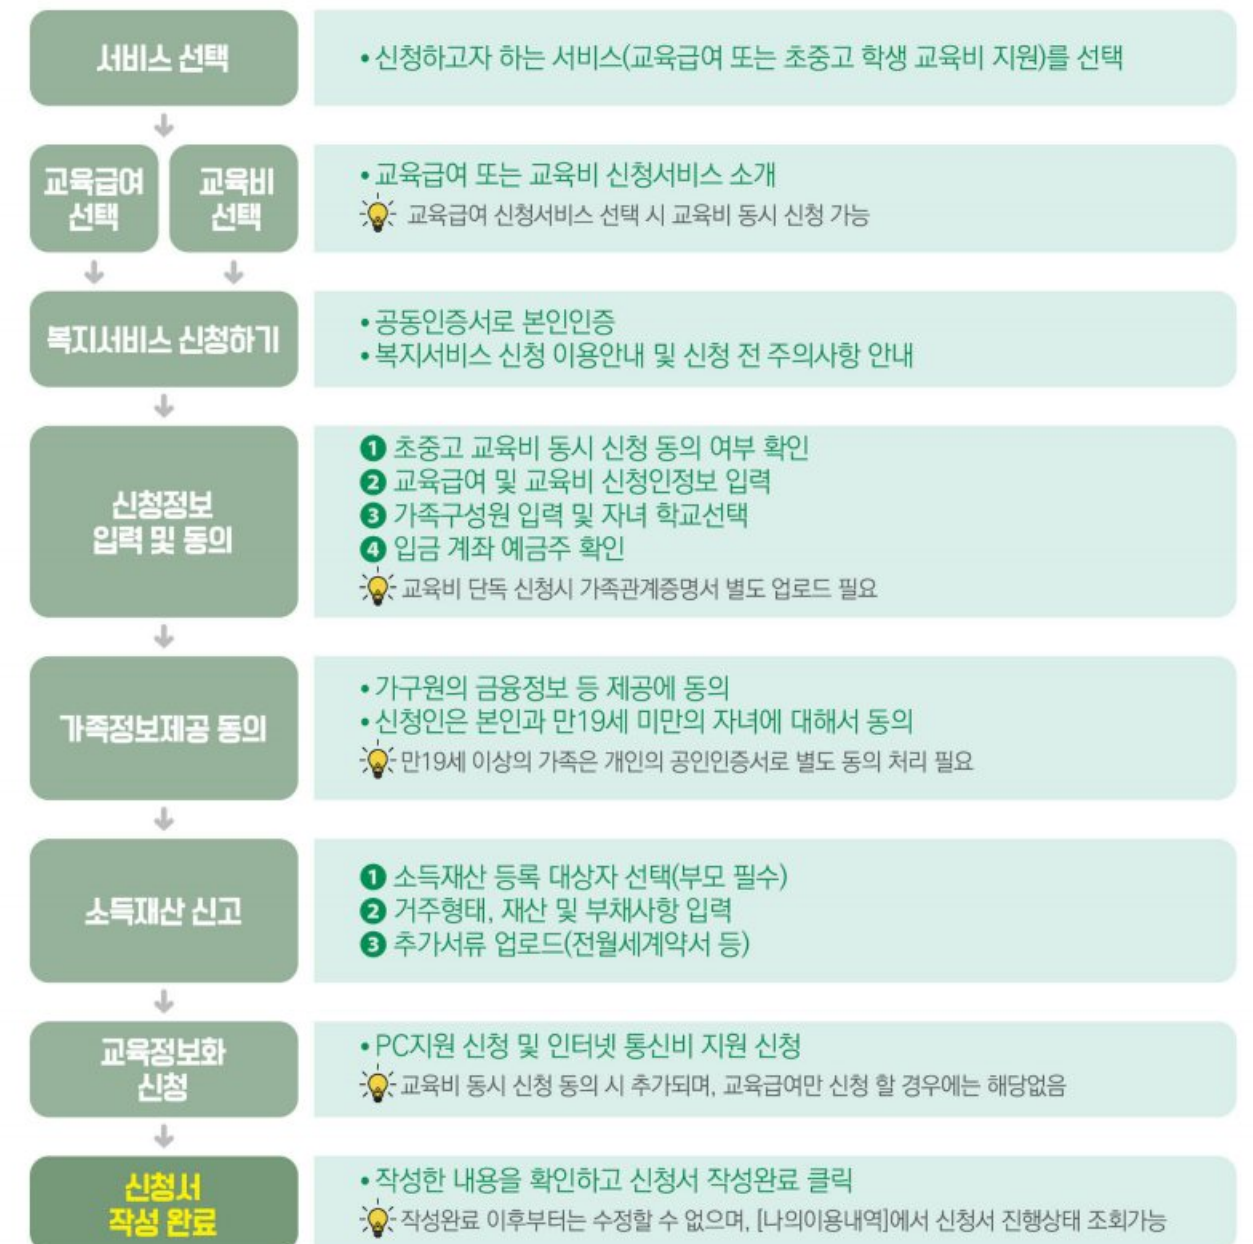 서비스 선택
• 신청하고자 하는 서비스(교육급여 또는 초중고 학생 교육비 지원)를 선택
교육급여
선택
교육비
선택
• 교육급여 또는 교육비 신청서비스 소개
교육급여 신청서비스 선택 시 교육비 동시 신청 가능
복지서비스 신청하기
• 공동인증서로 본인인증
• 복지서비스 신청 이용안내 및 신청 전 주의사항 안내
신청정보
입력 및 동의
❶ 초중고 교육비 동시 신청 동의 여부 확인
❷ 교육급여 및 교육비 신청인정보 입력
❸ 가족구성원 입력 및 자녀 학교선택
❹ 입금 계좌 예금주 확인
교육비 단독 신청시 가족관계증명서 별도 업로드 필요
가족정보제공 동의
• 가구원의 금융정보 등 제공에 동의
• 신청인은 본인과 만19세 미만의 자녀에 대해서 동의
만19세 이상의 가족은 개인의 공인인증서로 별도 동의 처리 필요
소득재산 신고
❶ 소득재산 등록 대상자 선택(부모 필수)
❷ 거주형태, 재산 및 부채사항 입력
❸ 추가서류 업로드(전월세계약서 등)
교육정보화
신청
• PC지원 신청 및 인터넷 통신비 지원 신청
교육비 동시 신청 동의 시 추가되며, 교육급여만 신청 할 경우에는 해당없음
신청서
작성 완료
• 작성한 내용을 확인하고 신청서 작성완료 클릭
작성완료 이후부터는 수정할 수 없으며, [나의이용내역]에서 신청서 진행상태 조회가능